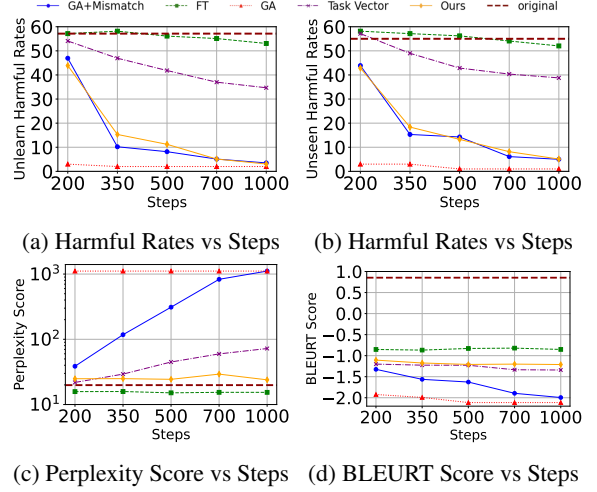 GA+Mismatch FT GA Task Vector Ours original
60
50
40
30
20
10
0
Unlearn Harmful Rates
200 350 500 700 1000
Steps
60
50
40
30
20
10
0
Unseen Harmful Rates
200 350 500 700 1000
Steps
(a) Harmful Rates vs Steps
(b) Harmful Rates vs Steps
10³
10²
10¹
Perplexity Score
200 350 500 700 1000
Steps
1.0
0.5
0.0
−0.5
−1.0
−1.5
−2.0
BLEURT Score
200 350 500 700 1000
Steps
(c) Perplexity Score vs Steps
(d) BLEURT Score vs Steps